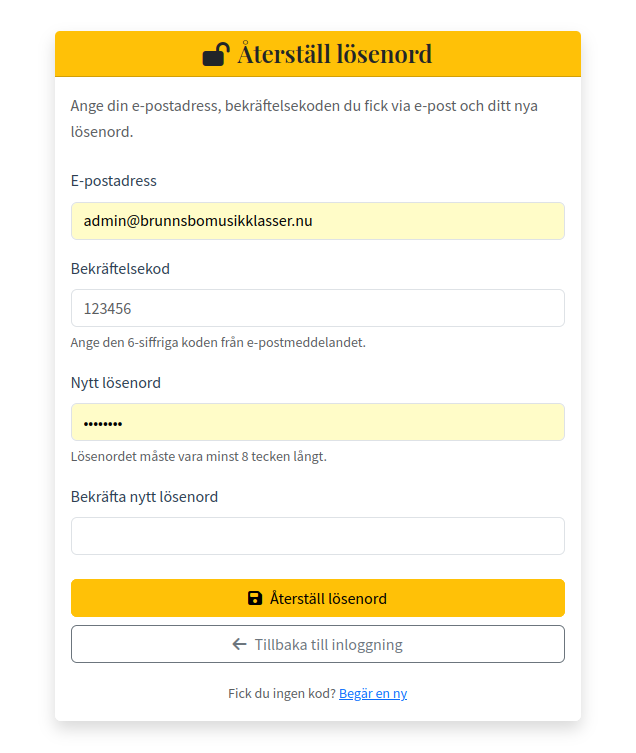 Återställ lösenord
Ange din e-postadress, bekräftelsekoden du fick via e-post och ditt nya
lösenord.
E-postadress
admin@brunnsbomusikklasser.nu
Bekräftelsekod
123456
Ange den 6-siffriga koden från e-postmeddelandet.
Nytt lösenord
••••••••
Lösenordet måste vara minst 8 tecken långt.
Bekräfta nytt lösenord
Återställ lösenord
Tillbaka till inloggning
Fick du ingen kod? Begär en ny